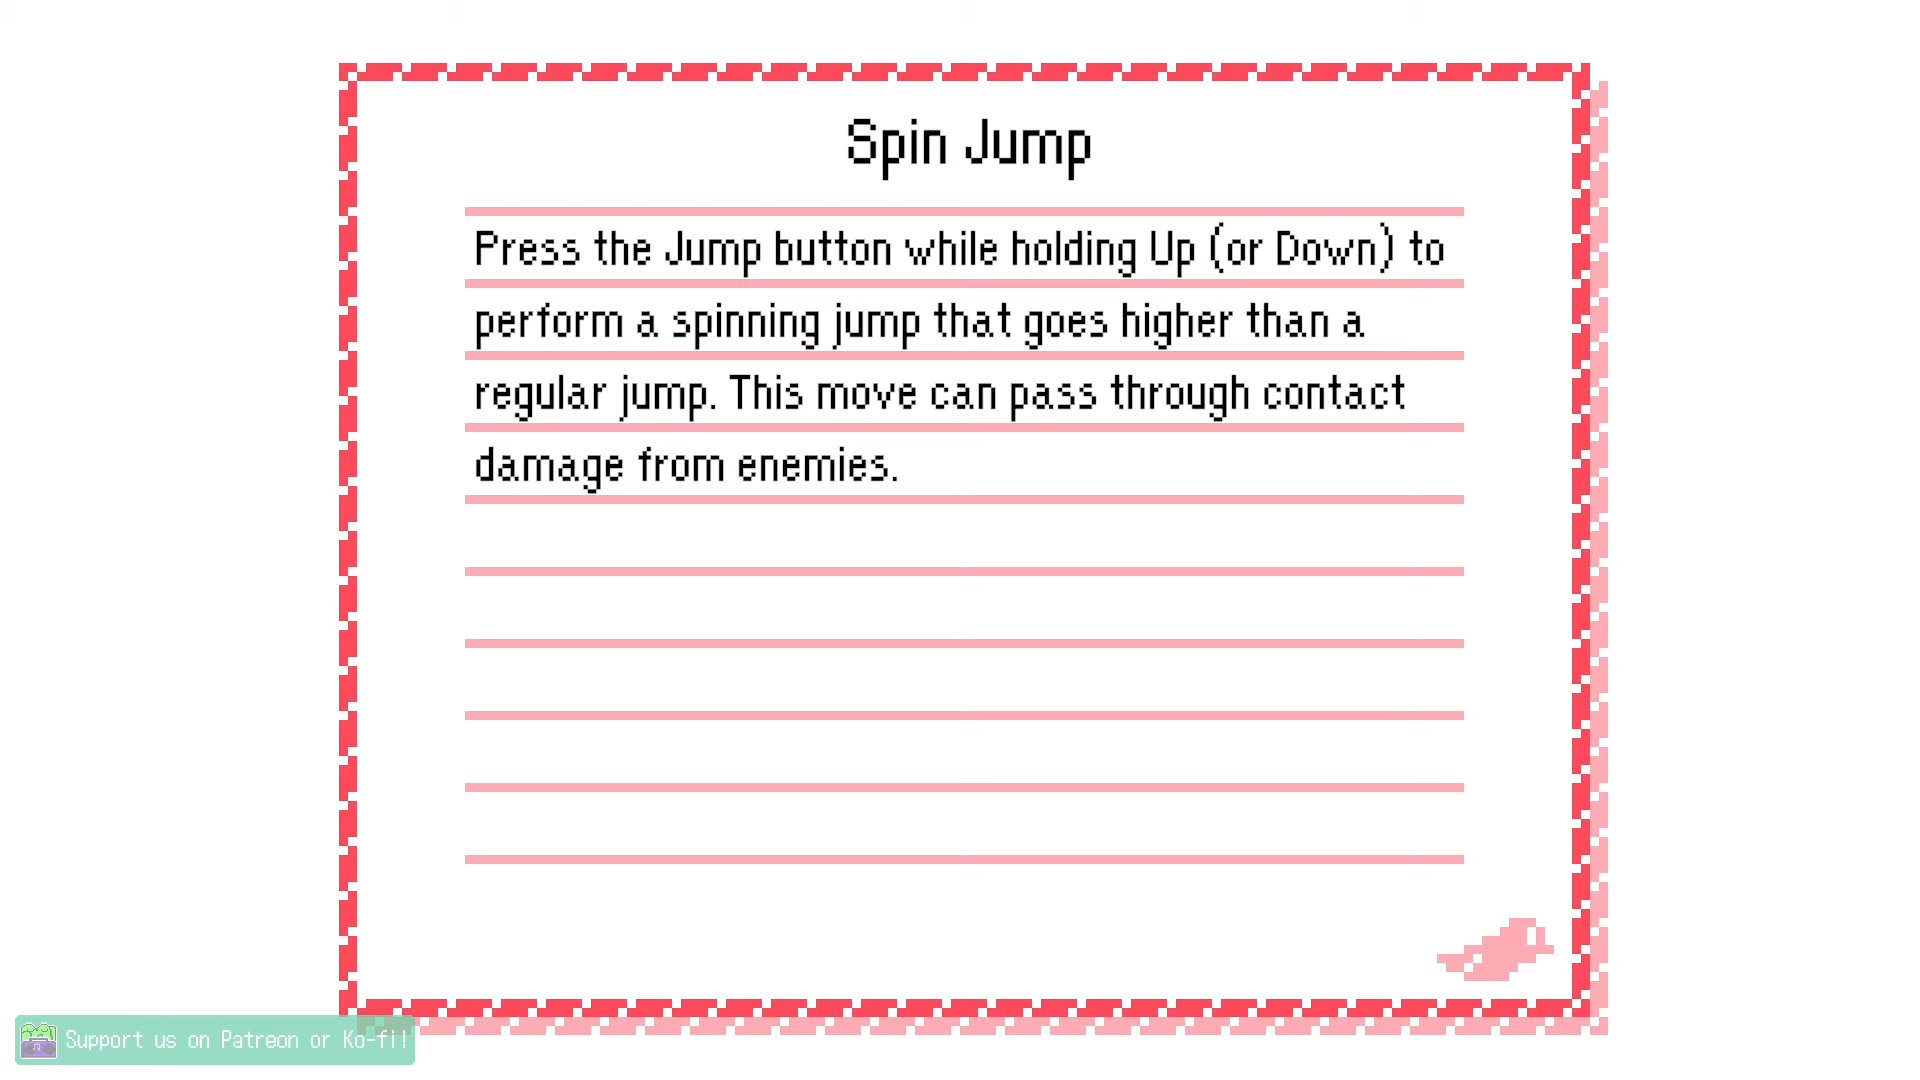 Spin Jump
Press the Jump button while holding Up (or Down) to
perform a spinning jump that goes higher than a
regular jump. This move can pass through contact
damage from enemies.
Support us on Patreon or Ko-fi!